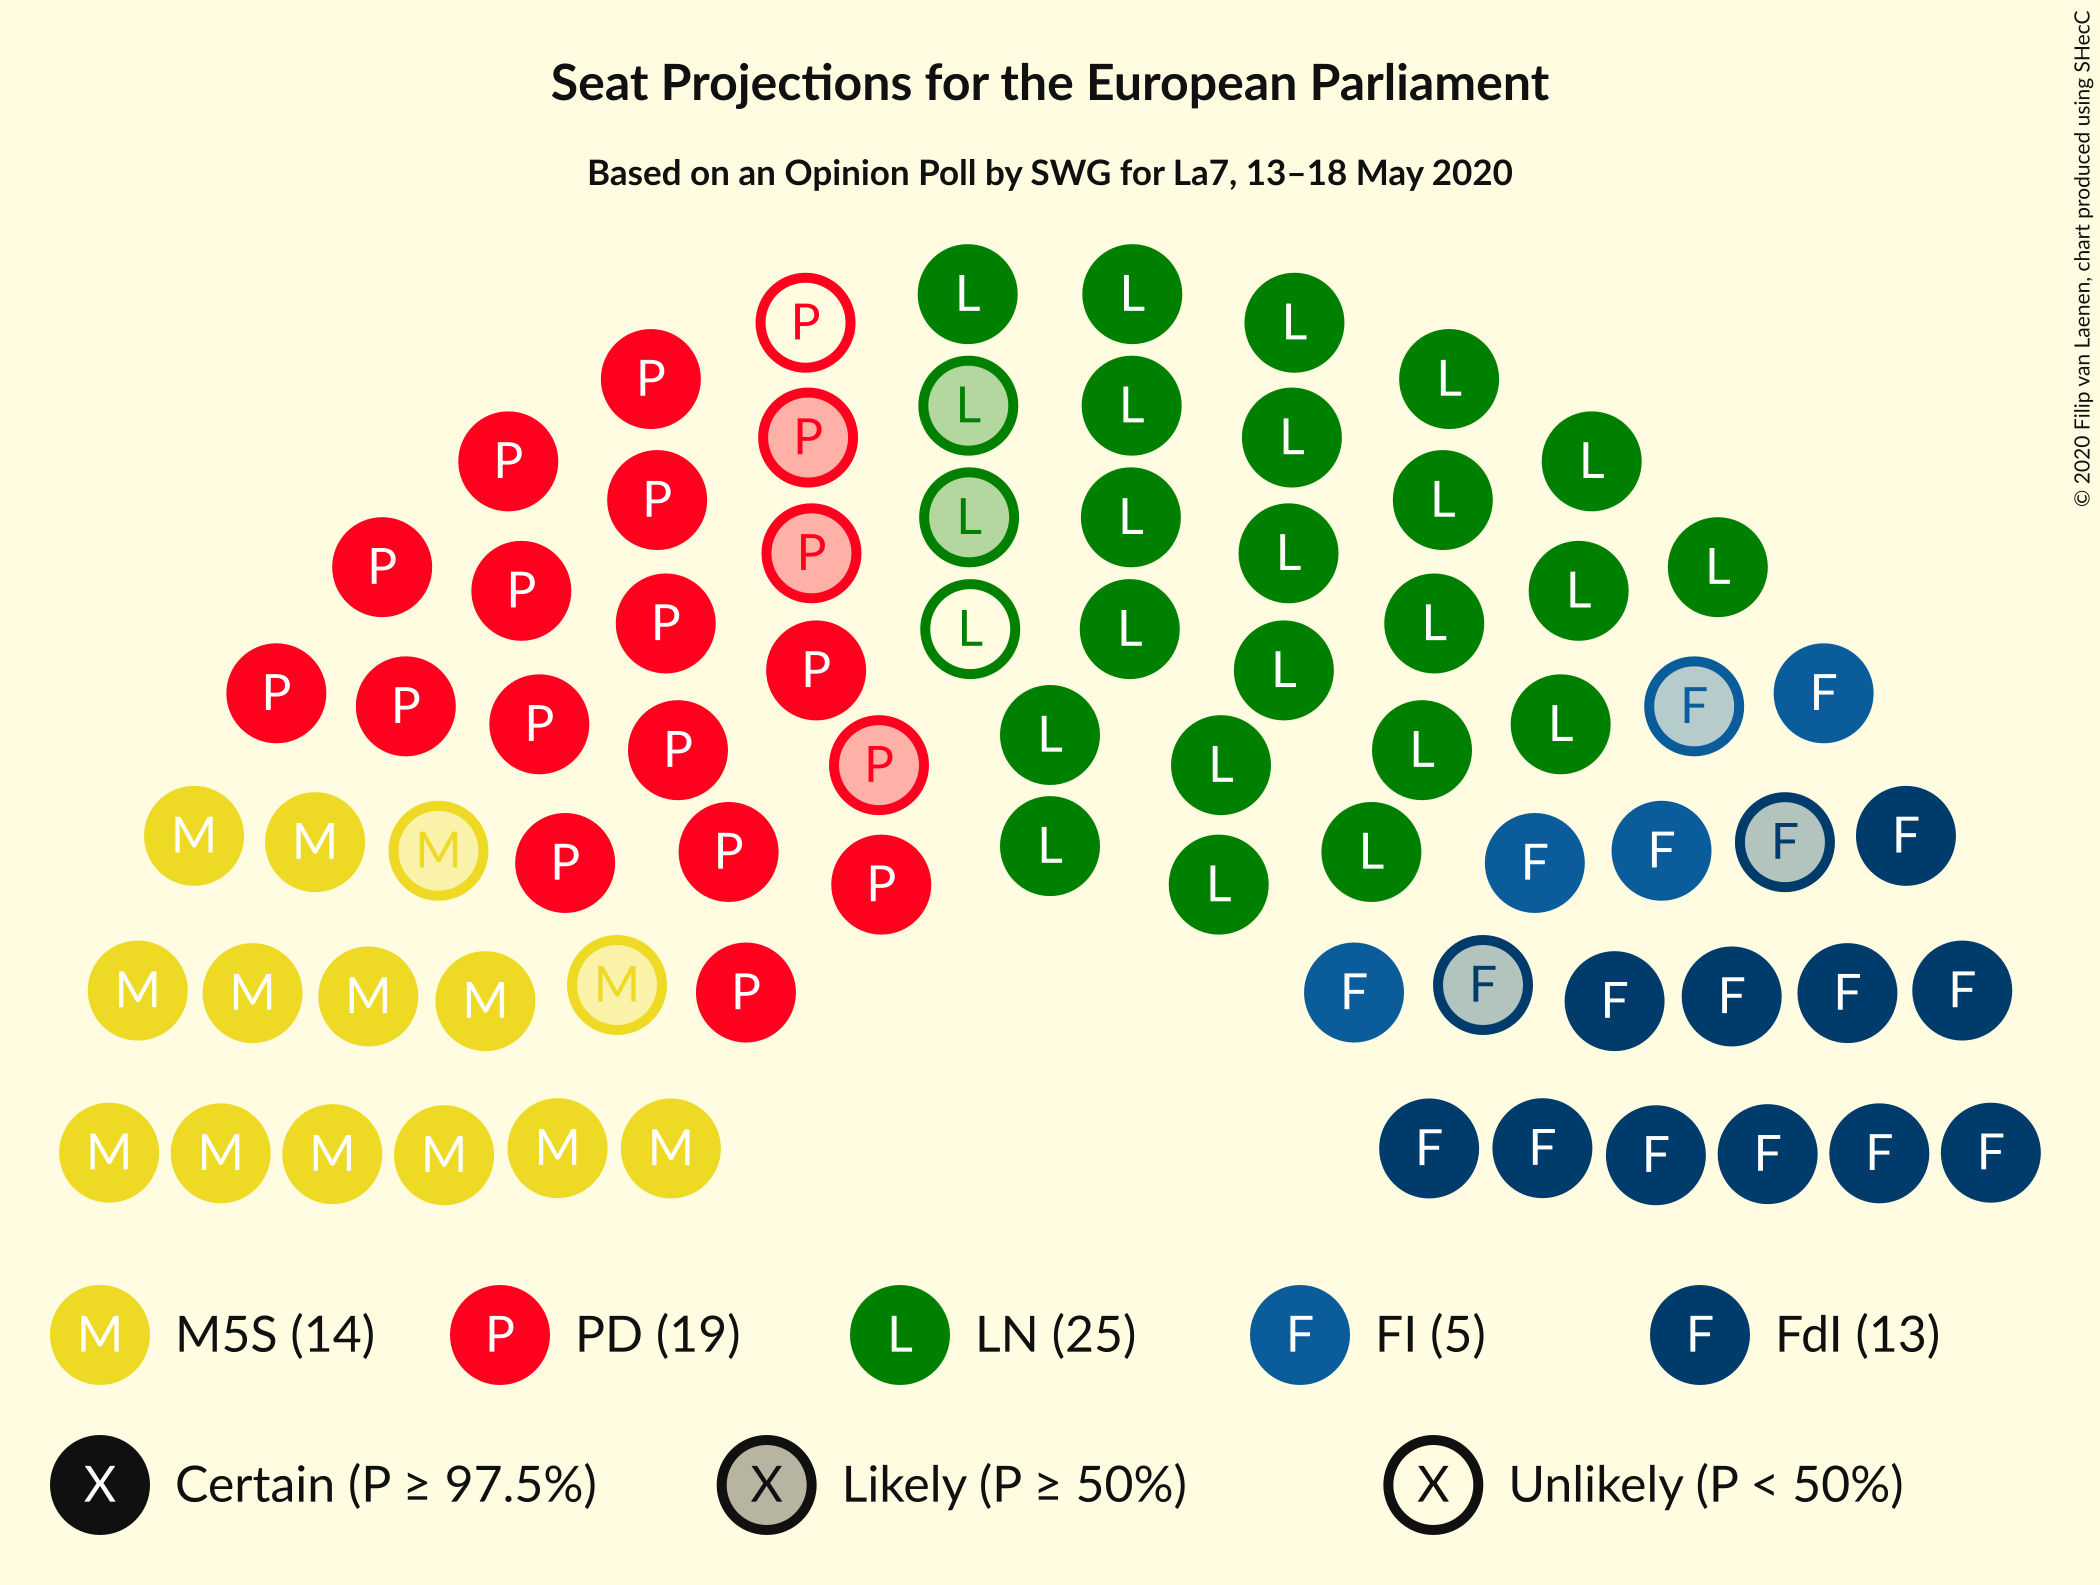 Seat Projections for the European Parliament
Based on an Opinion Poll by SWG for La7, 13–18 May 2020
© 2020 Filip van Laenen, chart produced using SHecC
L L
P L L
P L
P L L L
P L
P P L L
P L
P L L
P P L L
P P L L
P L
P L L
P L
P P F F
P L
P L
L
P L
M M F F
M M F F
L
M P P L F F
P L
M P F M
M M M F F F
M M F F
M M M M M M F F F F F F
M M5S (14) P PD (19) L LN (25) F FI (5) F FdI (13)
X Certain (P ≥ 97.5%) X Likely (P ≥ 50%) X Unlikely (P < 50%)